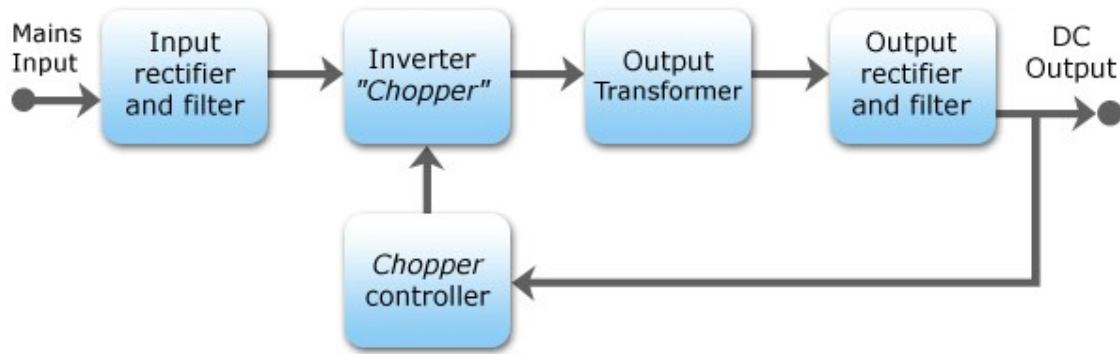 Mains
Input
Input
rectifier
and filter
Inverter
"Chopper"
Output
Transformer
Output
rectifier
and filter
DC
Output
Chopper
controller